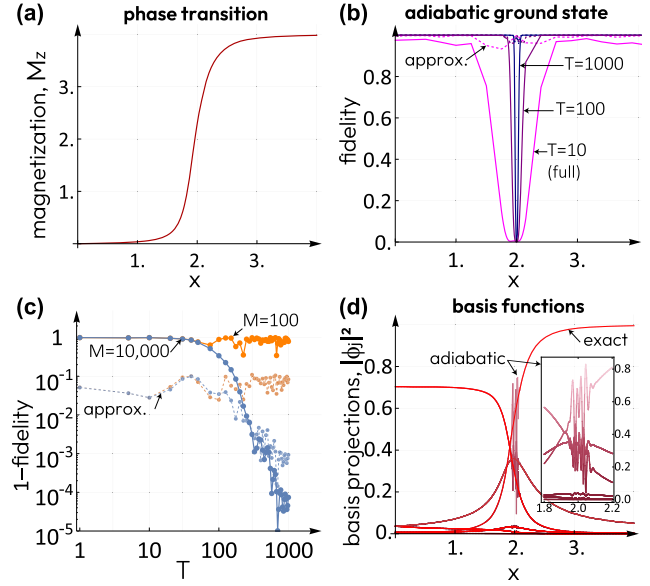 (a) phase transition
magnetization, M_z
3.
2.
1.
1. 2. 3.
x
(b) adiabatic ground state
fidelity
0.8
0.6
0.4
0.2
0.
approx.
T=1000
T=100
T=10
(full)
1. 2. 3.
x
(c)
1−fidelity
1
10^-1
10^-2
10^-3
10^-4
10^-5
M=100
M=10,000
approx.
1 10 100 1000
T
(d) basis functions
basis projections, |ϕ_j|²
1.
0.8
0.6
0.4
0.2
0.
adiabatic
exact
0.8
0.6
0.4
0.2
0.0
1.8 2.0 2.2
1. 2. 3.
x